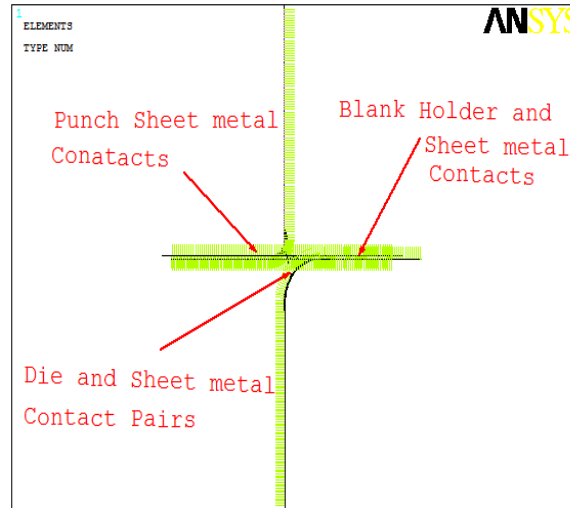 1
ELEMENTS
TYPE NUM
ANSYS
Punch Sheet metal
Conatacts
Blank Holder and
Sheet metal
Contacts
Die and Sheet metal
Contact Pairs